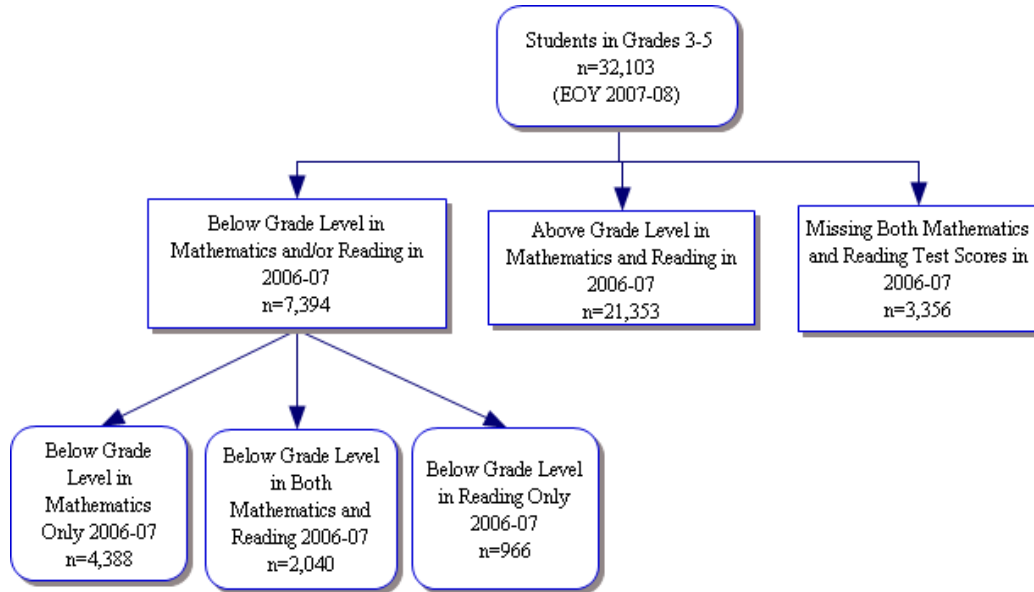 Students in Grades 3-5
n=32,103
(EOY 2007-08)
Below Grade Level in
Mathematics and/or Reading in
2006-07
n=7,394
Above Grade Level in
Mathematics and Reading in
2006-07
n=21,353
Missing Both Mathematics
and Reading Test Scores in
2006-07
n=3,356
Below Grade
Level in
Mathematics
Only 2006-07
n=4,388
Below Grade Level
in Both
Mathematics and
Reading 2006-07
n=2,040
Below Grade Level
in Reading Only
2006-07
n=966